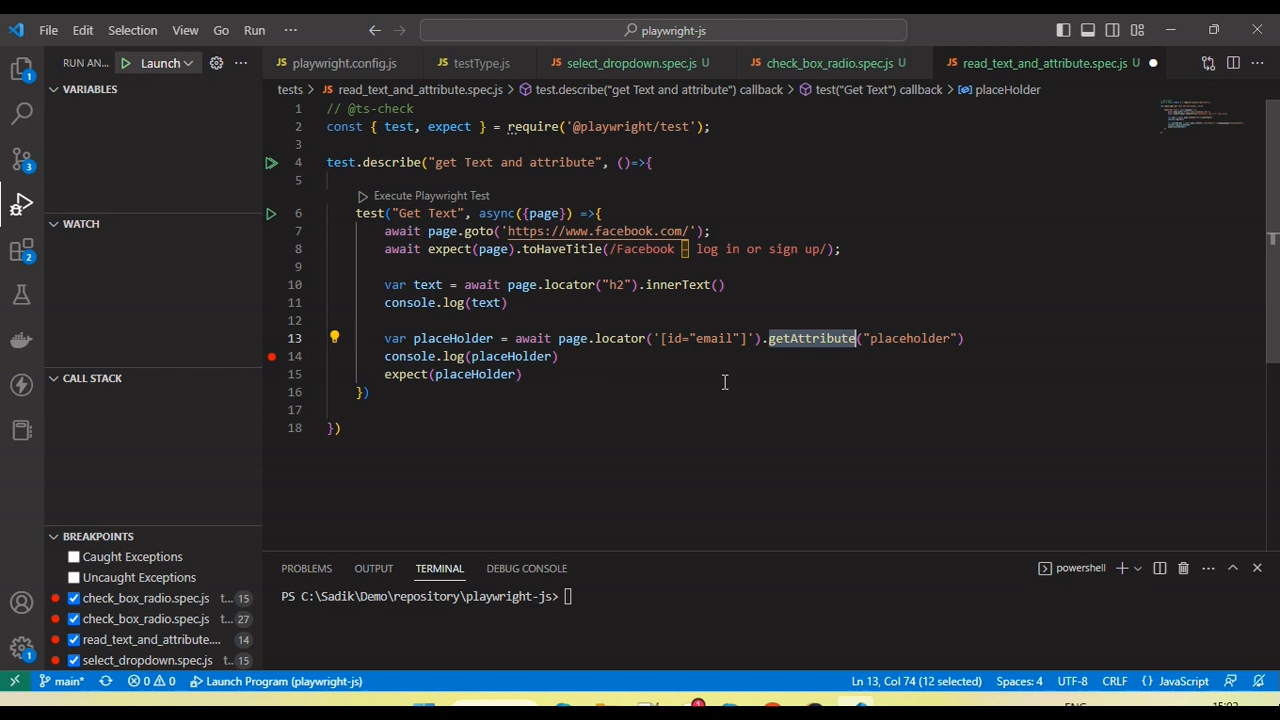 File Edit Selection View Go Run ··· playwright-js
RUN AN... Launch
playwright.config.js testType.js select_dropdown.spec.js U check_box_radio.spec.js U read_text_and_attribute.spec.js U
tests > JS read_text_and_attribute.spec.js > test.describe("get Text and attribute") callback > test("Get Text") callback > placeHolder
VARIABLES
WATCH
CALL STACK
BREAKPOINTS
Caught Exceptions
Uncaught Exceptions
check_box_radio.spec.js t... 15
check_box_radio.spec.js t... 27
read_text_and_attribute.... 14
select_dropdown.spec.js t... 15
1 // @ts-check
2 const { test, expect } = require('@playwright/test');
3
4 test.describe("get Text and attribute", ()=>{
5
Execute Playwright Test
6 test("Get Text", async({page}) =>{
7 await page.goto('https://www.facebook.com/');
8 await expect(page).toHaveTitle(/Facebook – log in or sign up/);
9
10 var text = await page.locator("h2").innerText()
11 console.log(text)
12
13 var placeHolder = await page.locator('[id="email"]').getAttribute("placeholder")
14 console.log(placeHolder)
15 expect(placeHolder)
16 })
17
18 })
PROBLEMS OUTPUT TERMINAL DEBUG CONSOLE powershell
PS C:\Sadik\Demo\repository\playwright-js>
main* 0 0 Launch Program (playwright-js) Ln 13, Col 74 (12 selected) Spaces: 4 UTF-8 CRLF {} JavaScript